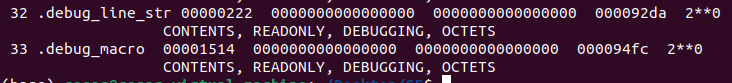 32 .debug_line_str 00000222 0000000000000000 0000000000000000 000092da 2**0
CONTENTS, READONLY, DEBUGGING, OCTETS
33 .debug_macro 00001514 0000000000000000 0000000000000000 000094fc 2**0
CONTENTS, READONLY, DEBUGGING, OCTETS